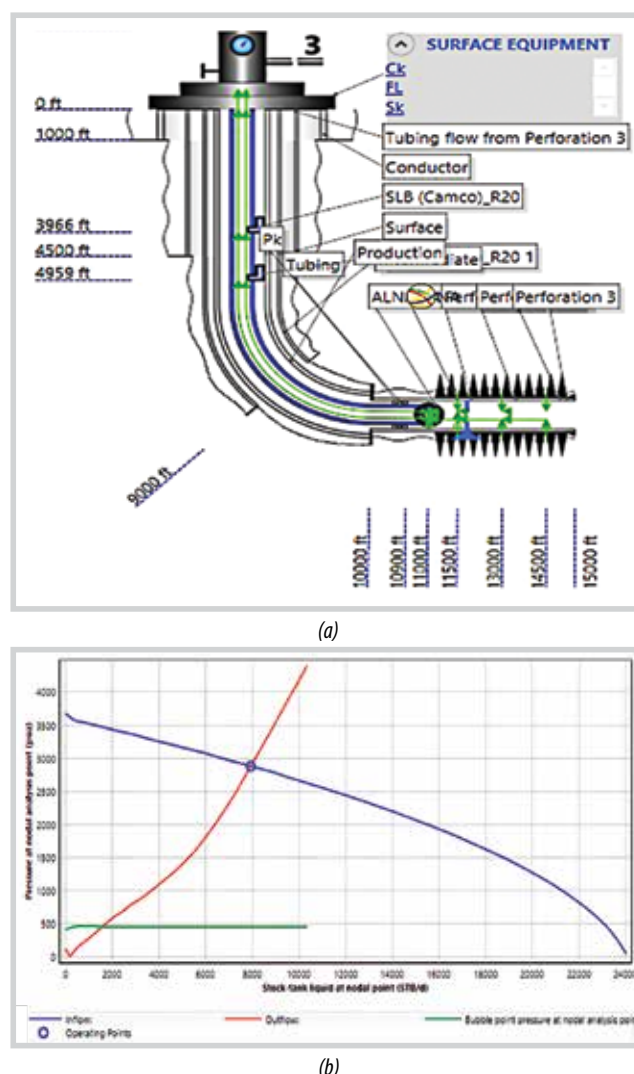 3
SURFACE EQUIPMENT
Ck
FL
Sk
0 ft
1000 ft
Tubing flow from Perforation 3
Conductor
SLB (Camco)_R20
3966 ft
Surface
Pk
4500 ft
Production
_R20 1
Tubing
4959 ft
Perforation 3
9000 ft
10000 ft
10900 ft
11000 ft
11500 ft
13000 ft
14500 ft
15000 ft
(a)
Pressure at nodal analysis point (psia)
4000
3500
3000
2500
2000
1500
1000
500
0
0 2000 4000 6000 8000 10000 12000 14000 16000 18000 20000 22000 24000
Stock-tank liquid at nodal point (STB/d)
Inflow Outflow Bubble point pressure at nodal analysis point
Operating Points
(b)